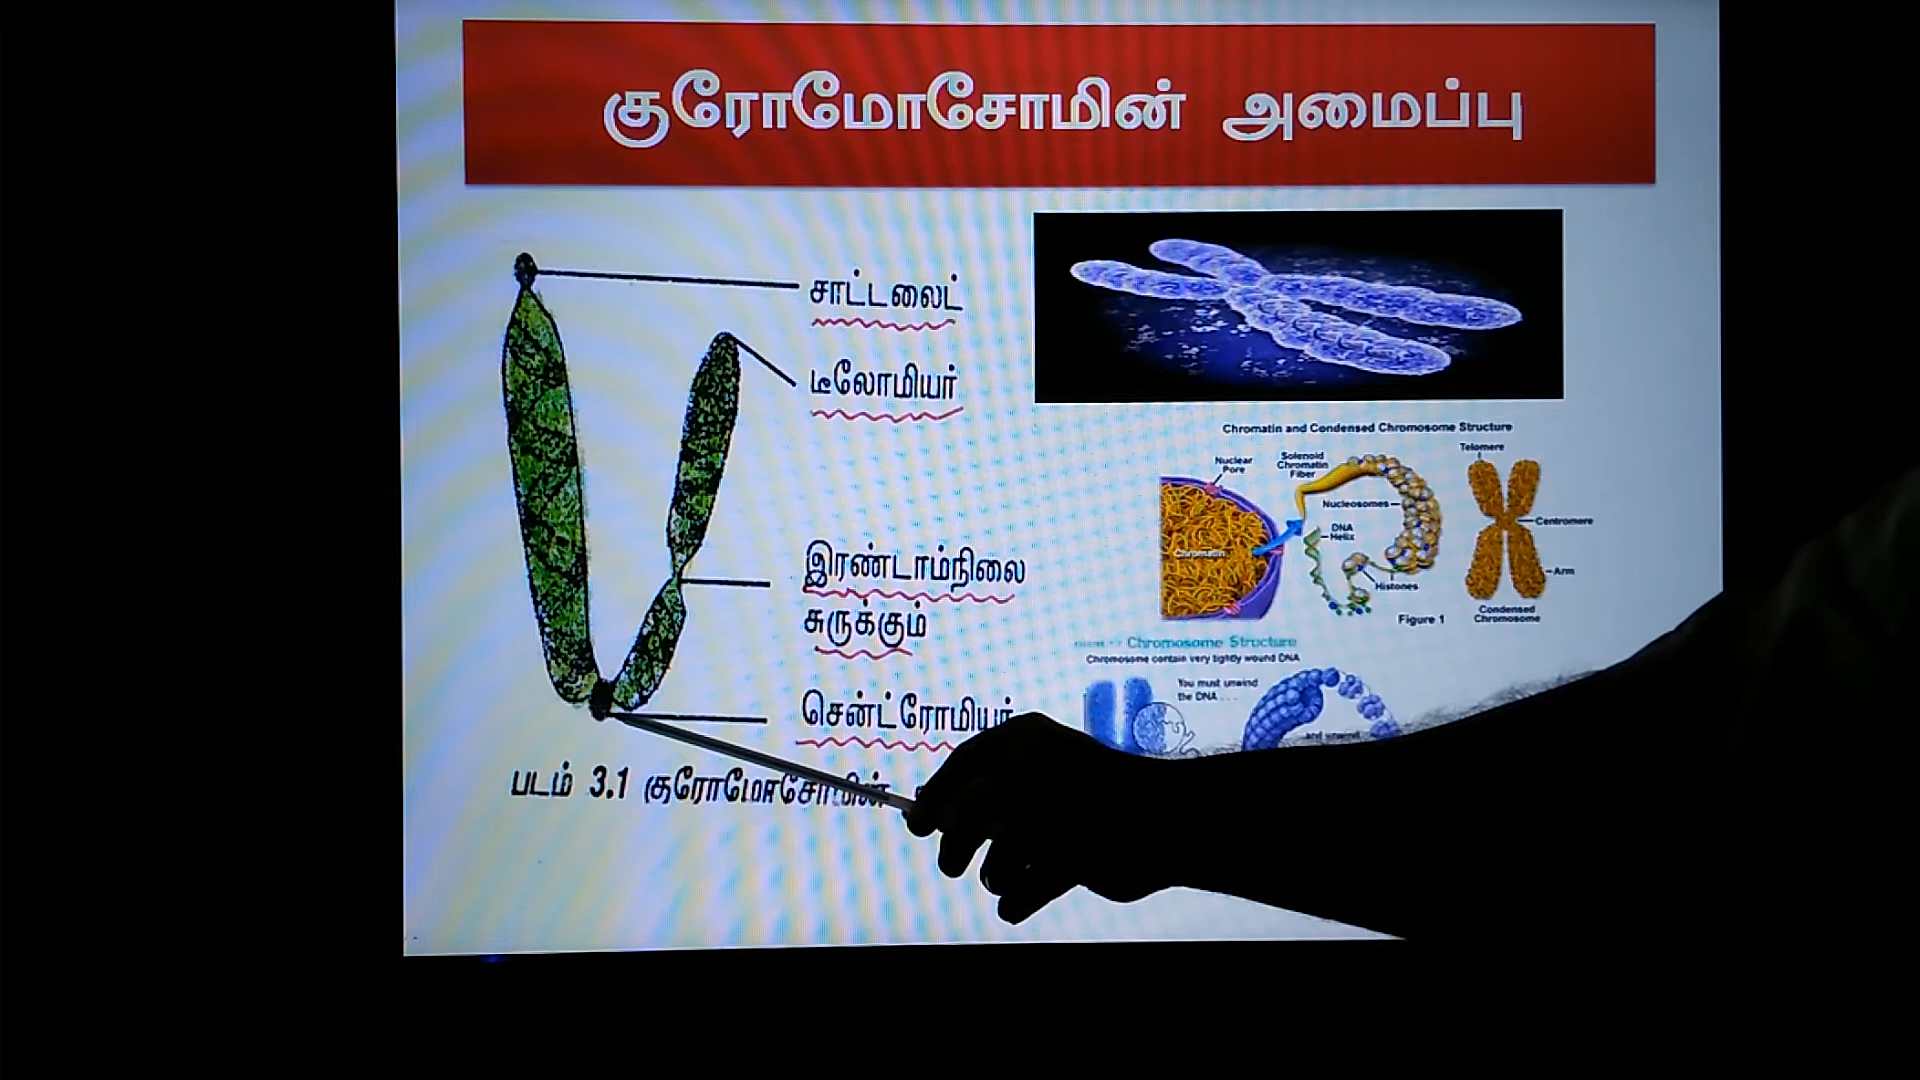 குரோமோசோமின் அமைப்பு
சாட்டலைட்
டீலோமியர்
இரண்டாம்நிலை
சுருக்கும்
சென்ட்ரோமியர்
படம் 3.1 குரோமோசோமின்
Chromatin and Condensed Chromosome Structure
Nuclear
Pore
Solenoid
Chromatin
Fiber
Telomere
Nucleosomes
DNA
Helix
Centromere
Chromatin
Histones
Arm
Figure 1
Condensed
Chromosome
Chromosome Structure
Chromosome contain very tightly wound DNA
You must unwind
the DNA . . .
and unwind